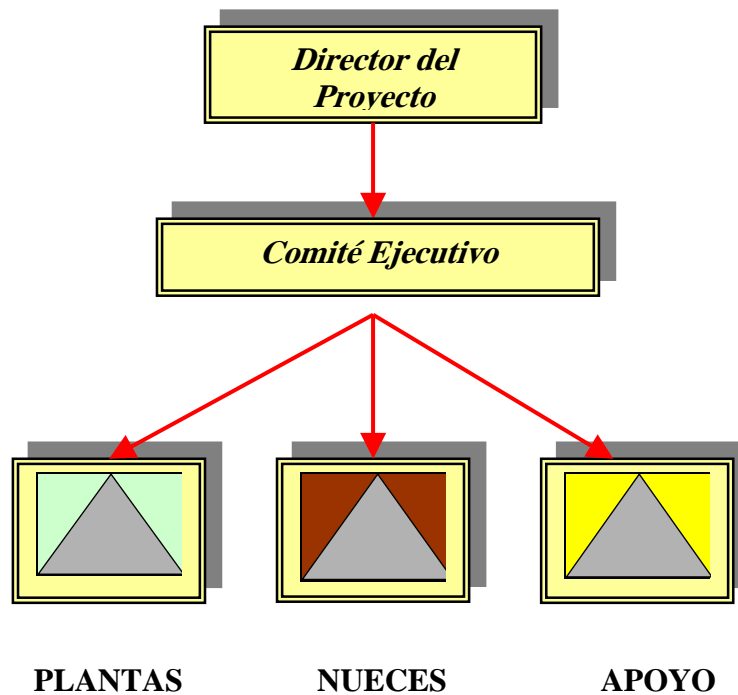 Director del
Proyecto
Comité Ejecutivo
PLANTAS NUECES APOYO